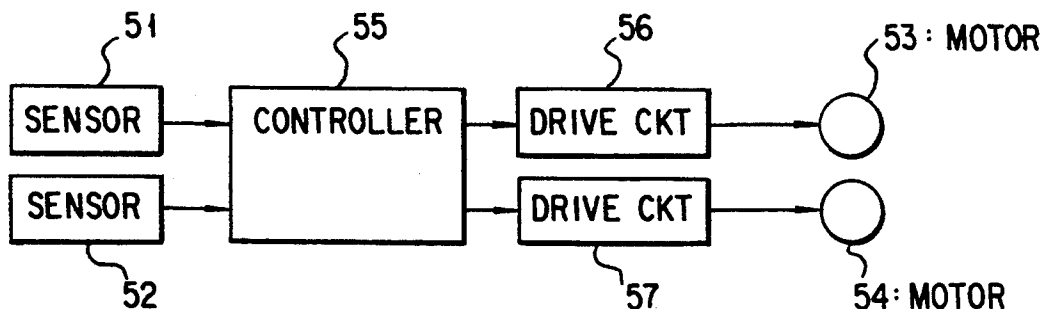 51
55
56
53: MOTOR
SENSOR
CONTROLLER
DRIVE CKT
SENSOR
DRIVE CKT
52
57
54: MOTOR